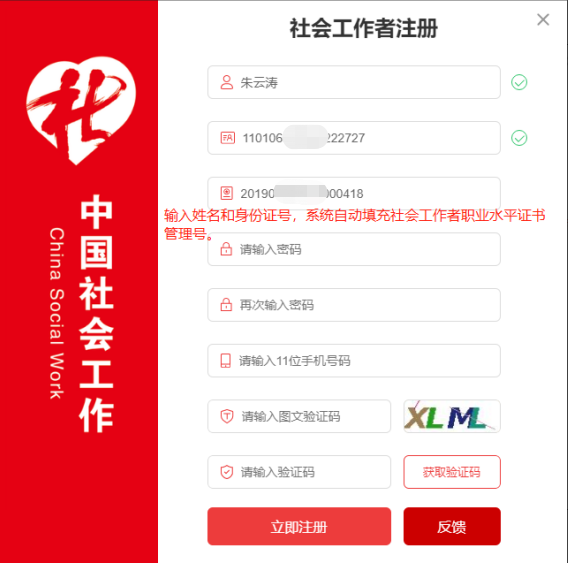 社会工作者注册
朱云涛
110106 222727
20190 000418
输入姓名和身份证号，系统自动填充社会工作者职业水平证书
管理号。
请输入密码
再次输入密码
请输入11位手机号码
请输入图文验证码
XLML
请输入验证码
获取验证码
立即注册
反馈
社
中国社会工作
China Social Work